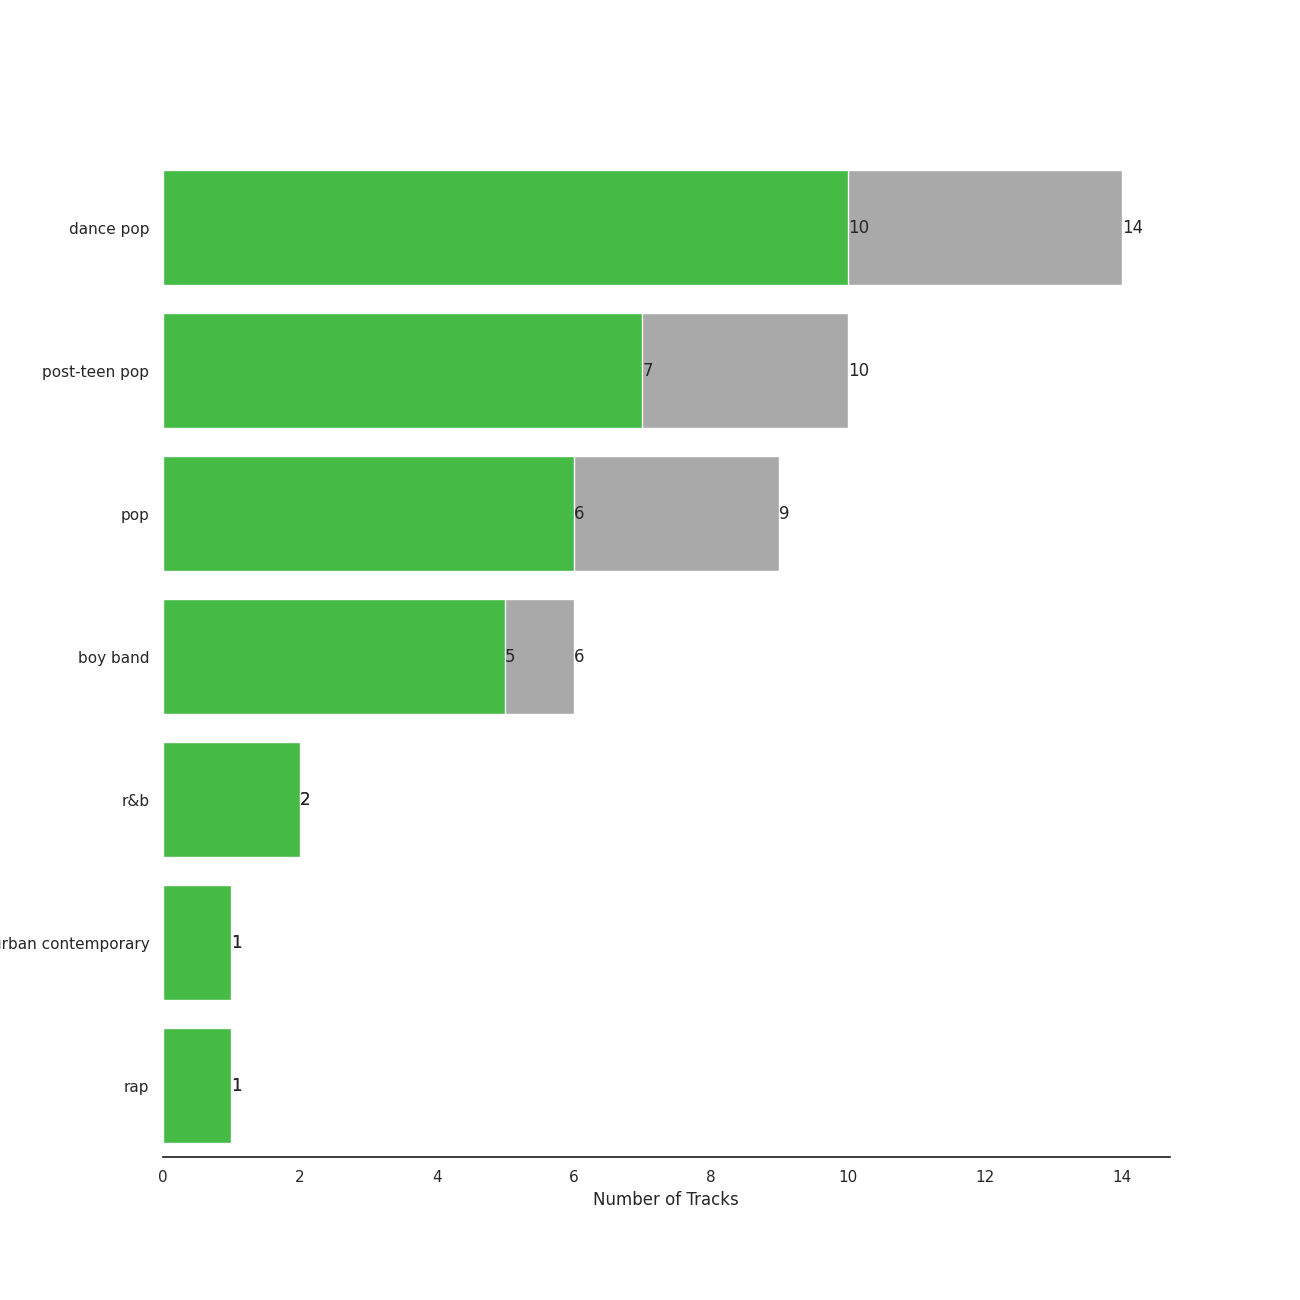 dance pop 10 14
post-teen pop 7 10
pop 6 9
boy band 5 6
r&b 2
contemporary 1
rap 1
0 2 4 6 8 10 12 14
Number of Tracks